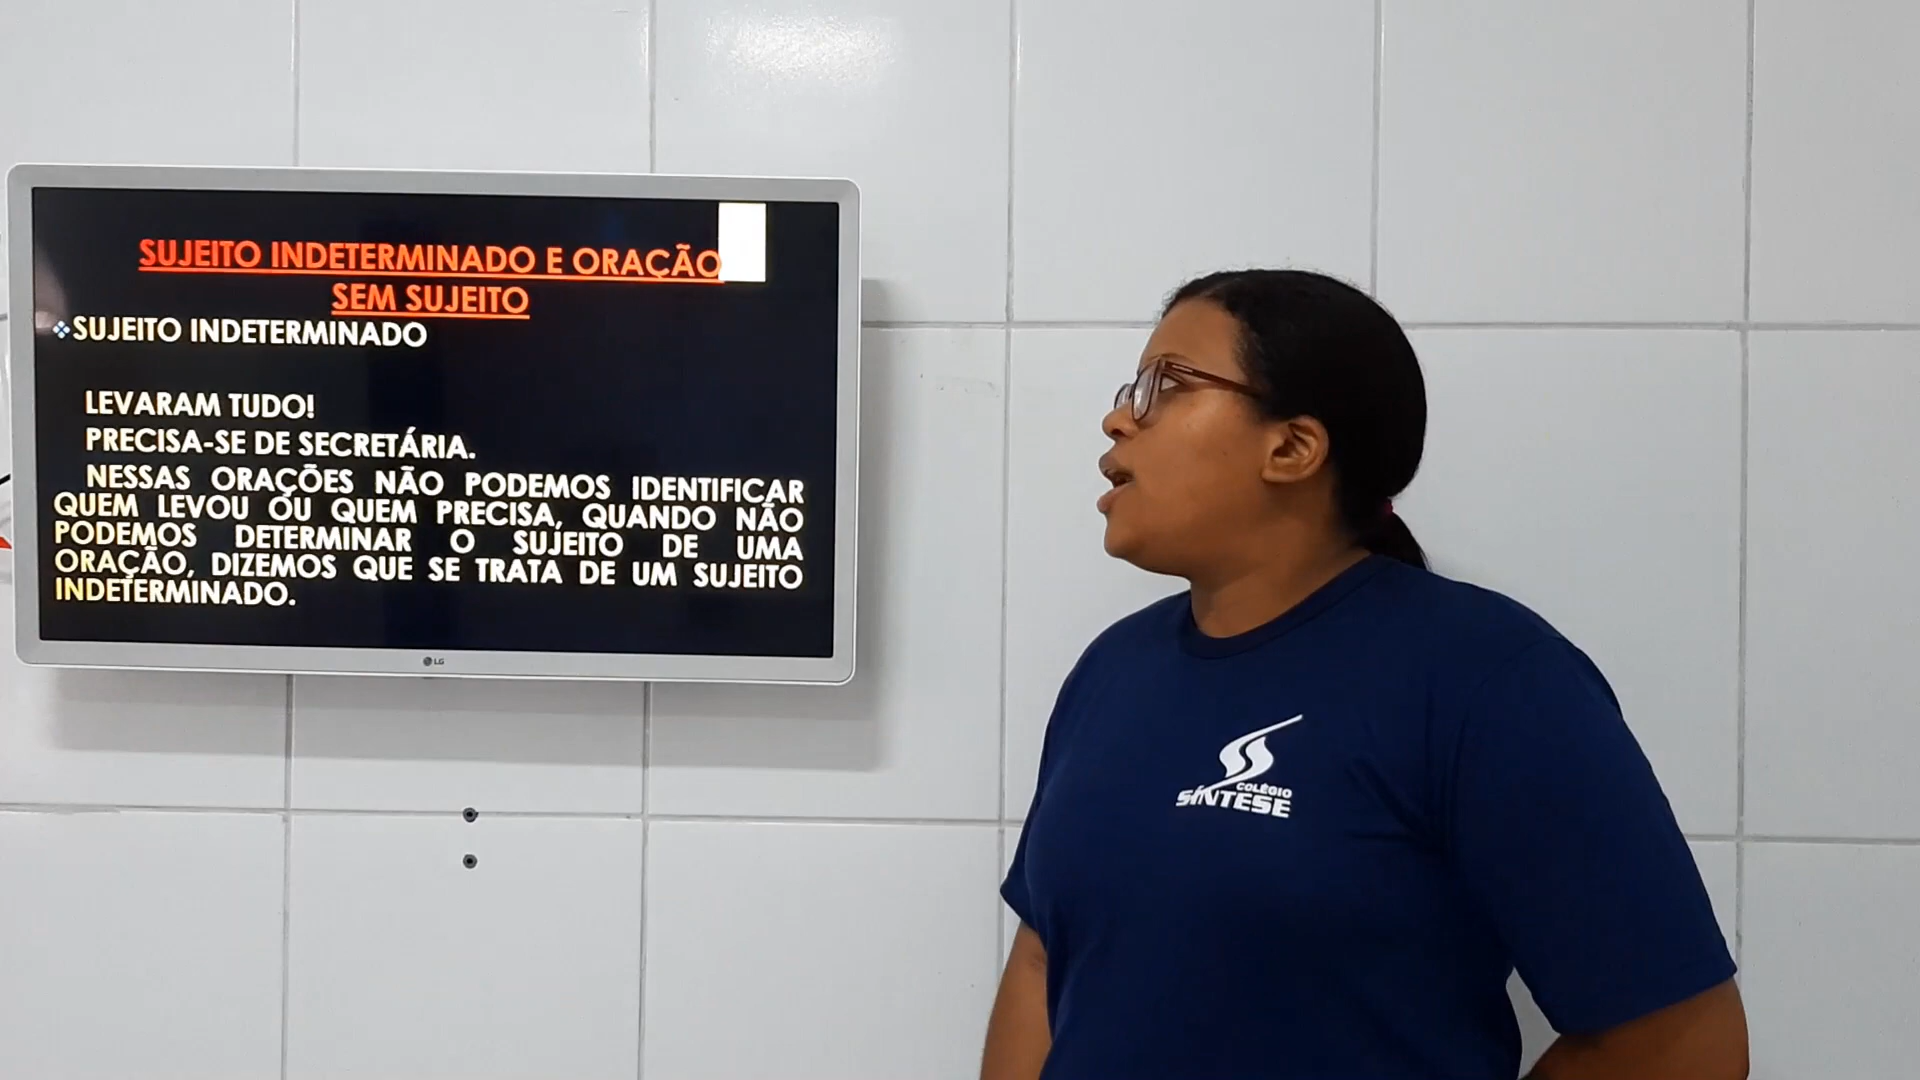 SUJEITO INDETERMINADO E ORAÇÃO
SEM SUJEITO
❖SUJEITO INDETERMINADO
LEVARAM TUDO!
PRECISA-SE DE SECRETÁRIA.
NESSAS ORAÇÕES NÃO PODEMOS IDENTIFICAR
QUEM LEVOU OU QUEM PRECISA, QUANDO NÃO
PODEMOS DETERMINAR O SUJEITO DE UMA
ORAÇÃO, DIZEMOS QUE SE TRATA DE UM SUJEITO
INDETERMINADO.
LG
COLÉGIO
SÍNTESE